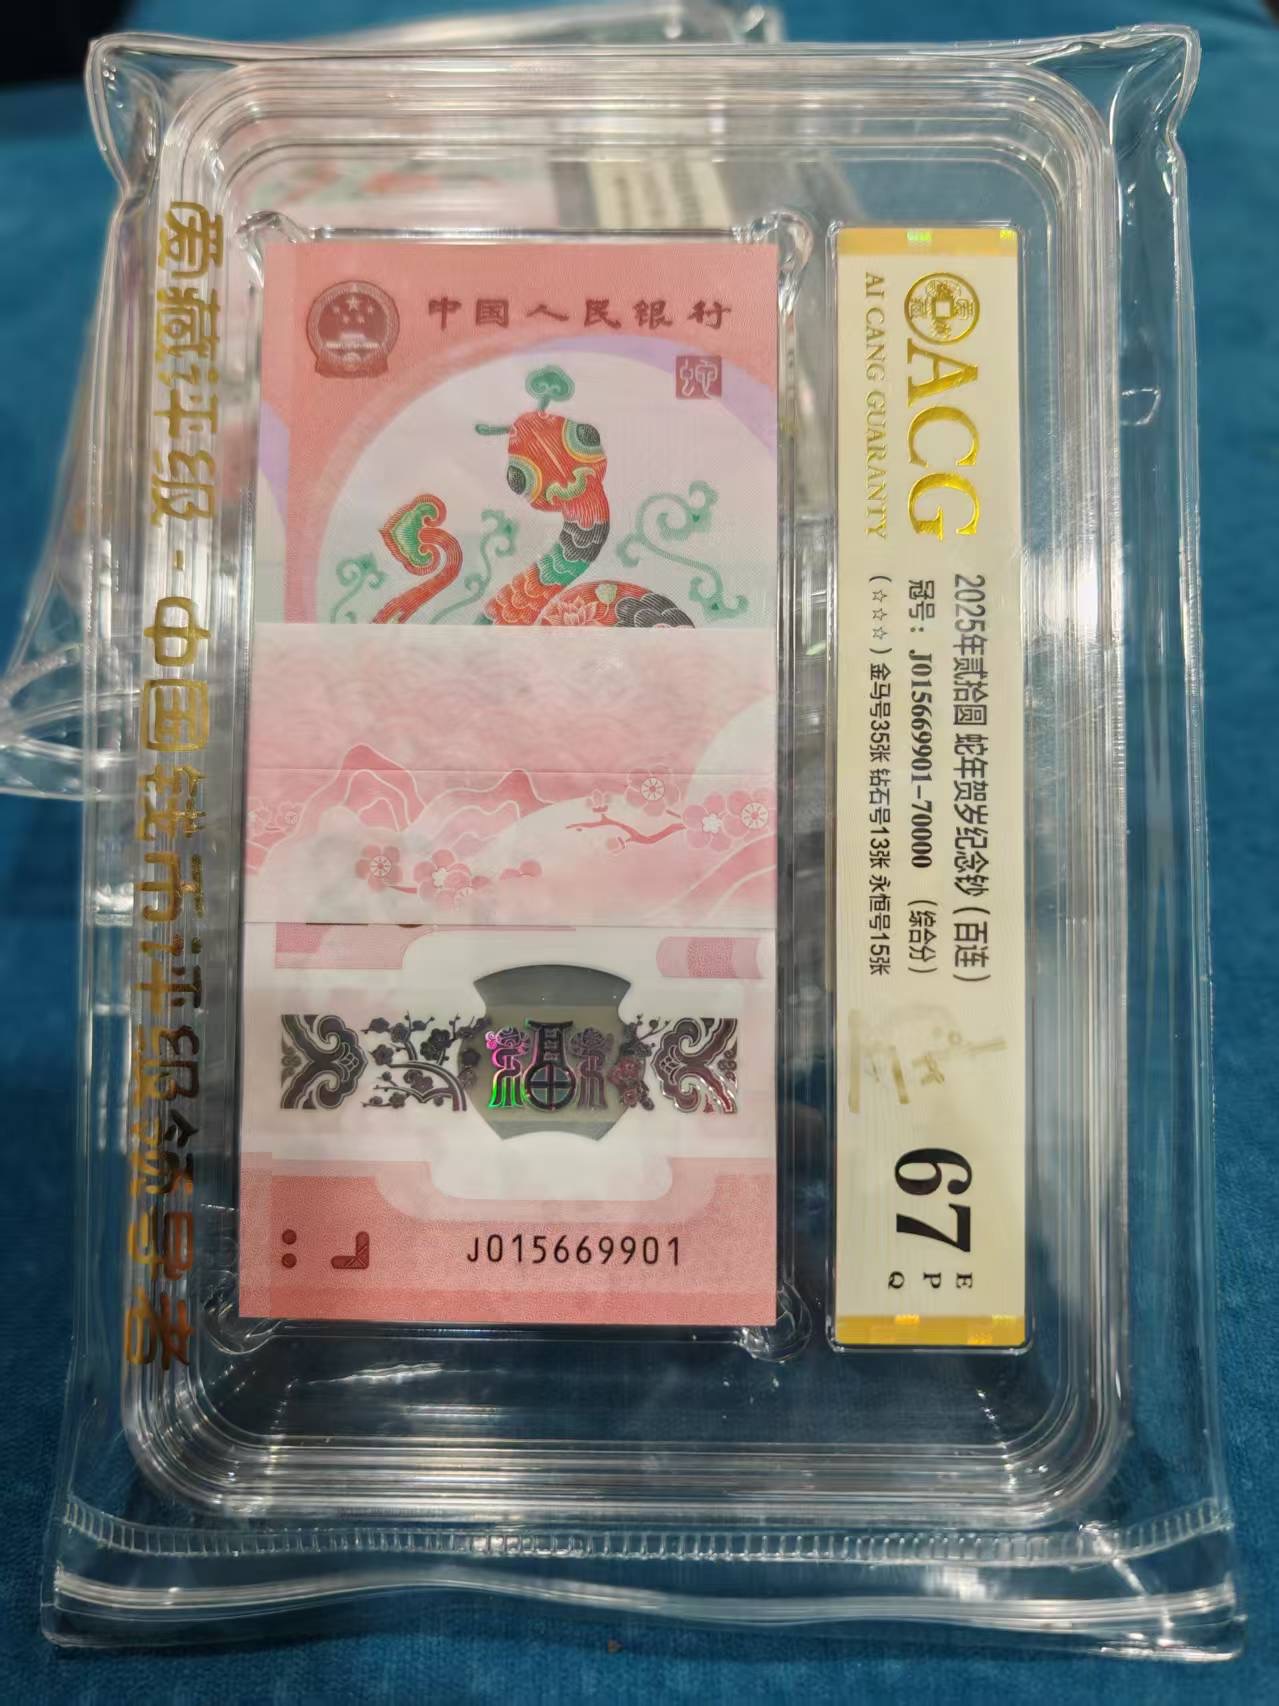 爱藏评级-中国钱币评级领导者
中国人民银行
蛇
J015669901
ACG
AI CANG GUARANTY
2025年贰拾圆 蛇年贺岁纪念钞（百连）
冠号：J015669901-70000 （综合分）
（☆☆☆）金马号35张 钻石号13张 永恒号15张
67
E
P
Q